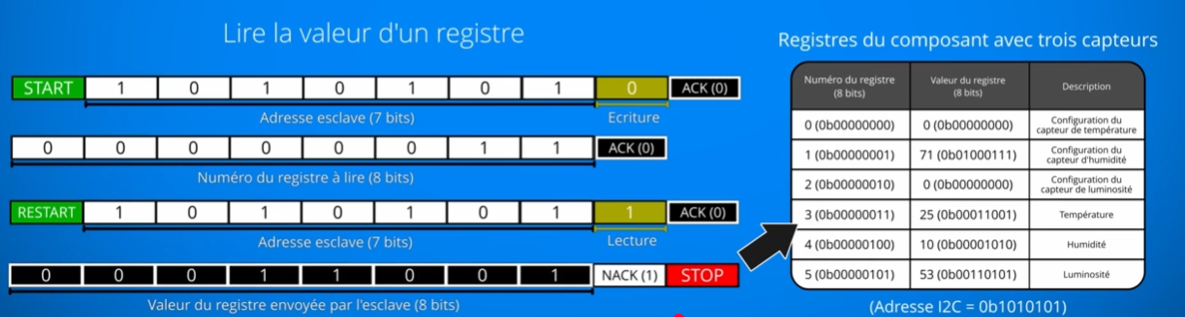 Lire la valeur d'un registre
START 1 0 1 0 1 0 1 0 ACK (0)
Adresse esclave (7 bits) Ecriture
0 0 0 0 0 0 1 1 ACK (0)
Numéro du registre à lire (8 bits)
RESTART 1 0 1 0 1 0 1 1 ACK (0)
Adresse esclave (7 bits) Lecture
0 0 0 1 1 0 0 1 NACK (1) STOP
Valeur du registre envoyée par l'esclave (8 bits)
Registres du composant avec trois capteurs
Numéro du registre (8 bits) Valeur du registre (8 bits) Description
0 (0b00000000) 0 (0b00000000) Configuration du capteur de température
1 (0b00000001) 71 (0b01000111) Configuration du capteur d'humidité
2 (0b00000010) 0 (0b00000000) Configuration du capteur de luminosité
3 (0b00000011) 25 (0b00011001) Température
4 (0b00000100) 10 (0b00001010) Humidité
5 (0b00000101) 53 (0b00110101) Luminosité
(Adresse I2C = 0b1010101)